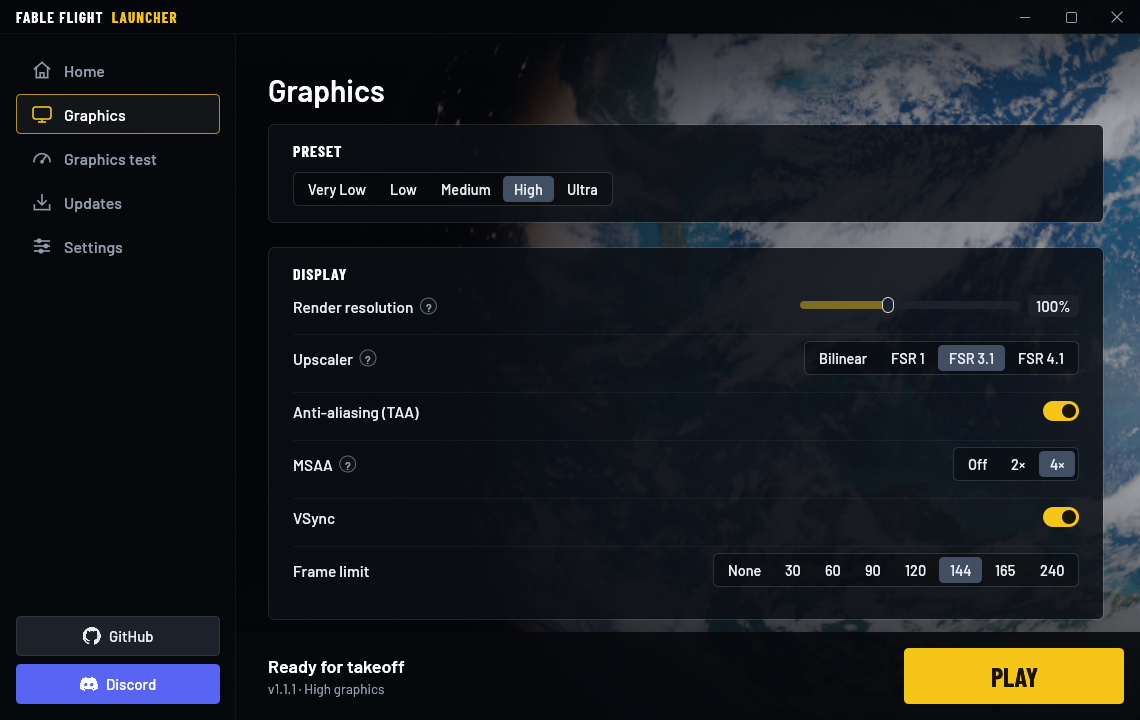 FABLE FLIGHT LAUNCHER
Home
Graphics
Graphics test
Updates
Settings
GitHub
Discord
Graphics
PRESET
Very Low Low Medium High Ultra
DISPLAY
Render resolution ? 100%
Upscaler ? Bilinear FSR 1 FSR 3.1 FSR 4.1
Anti-aliasing (TAA)
MSAA ? Off 2× 4×
VSync
Frame limit None 30 60 90 120 144 165 240
Ready for takeoff
v1.1.1 · High graphics
PLAY